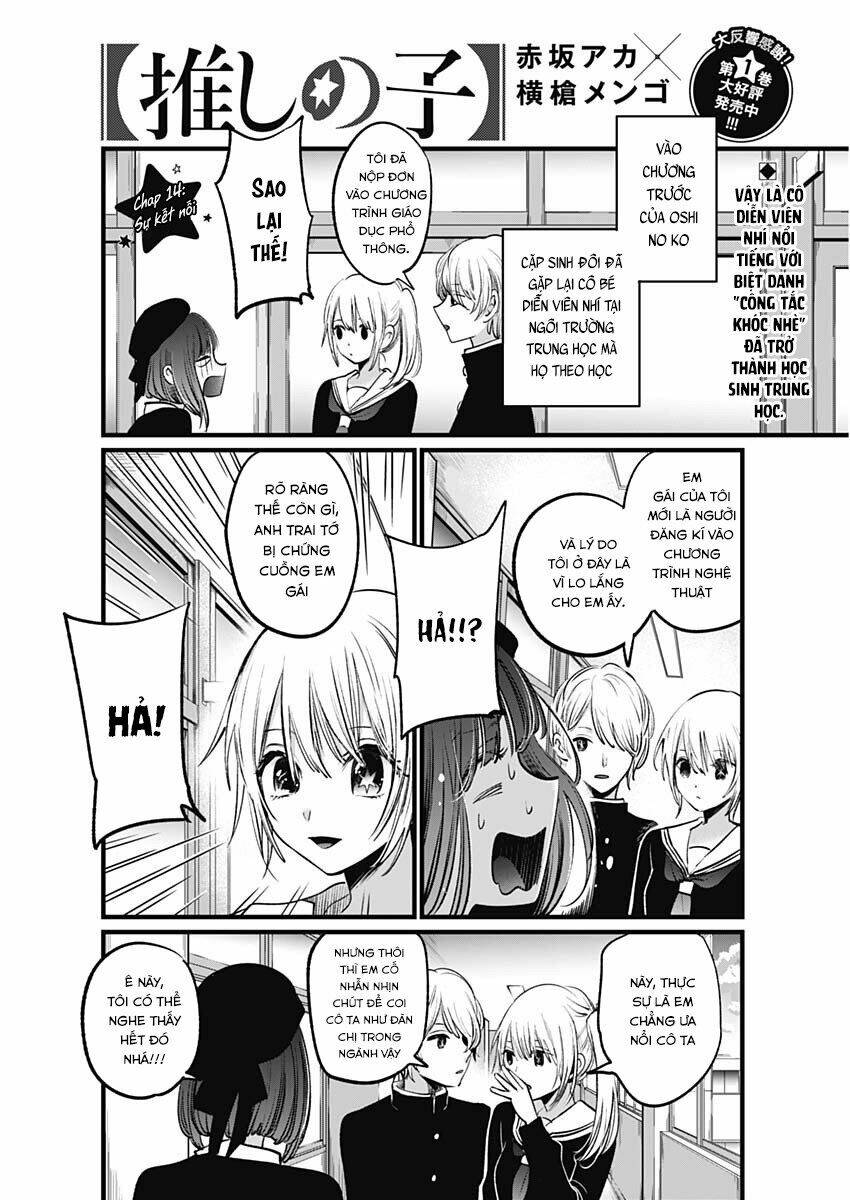 【推しの子】
赤坂アカ×
横槍メンゴ
大反響感謝!
第1巻
大好評
発売中
!!!
Chap 14:
Sự kết nối
VẬY LÀ CÔ
DIỄN VIÊN
NHÍ NỔI
TIẾNG VỚI
BIỆT DANH
"CÔNG TẮC
KHÓC NHÈ"
ĐÃ TRỞ
THÀNH HỌC
SINH TRUNG
HỌC.
VÀO
CHƯƠNG
TRƯỚC
CỦA OSHI
NO KO
CẶP SINH ĐÔI ĐÃ
GẶP LẠI CÔ BÉ
DIỄN VIÊN NHÍ TẠI
NGÔI TRƯỜNG
TRUNG HỌC MÀ
HỌ THEO HỌC
TÔI ĐÃ
NỘP ĐƠN
VÀO CHƯƠNG
TRÌNH GIÁO
DỤC PHỔ
THÔNG.
SAO
LẠI
THẾ!
EM
GÁI CỦA TÔI
MỚI LÀ NGƯỜI
ĐĂNG KÍ VÀO
CHƯƠNG
TRÌNH NGHỆ
THUẬT
VÀ LÝ DO
TÔI Ở ĐÂY LÀ
VÌ LO LẮNG
CHO EM ẤY.
HẢ!!?
RÕ RÀNG
THẾ CÒN GÌ,
ANH TRAI TỚ
BỊ CHỨNG
CUỒNG EM
GÁI
HẢ!
NÀY, THỰC
SỰ LÀ EM
CHẲNG ƯA
NỔI CÔ TA
NHƯNG THÔI
THÌ EM CỐ
NHẪN NHỊN
CHÚT ĐỂ COI
CÔ TA NHƯ ĐÀN
CHỊ TRONG
NGÀNH VẬY
Ê NÀY,
TÔI CÓ THỂ
NGHE THẤY
HẾT ĐÓ
NHÁ!!!